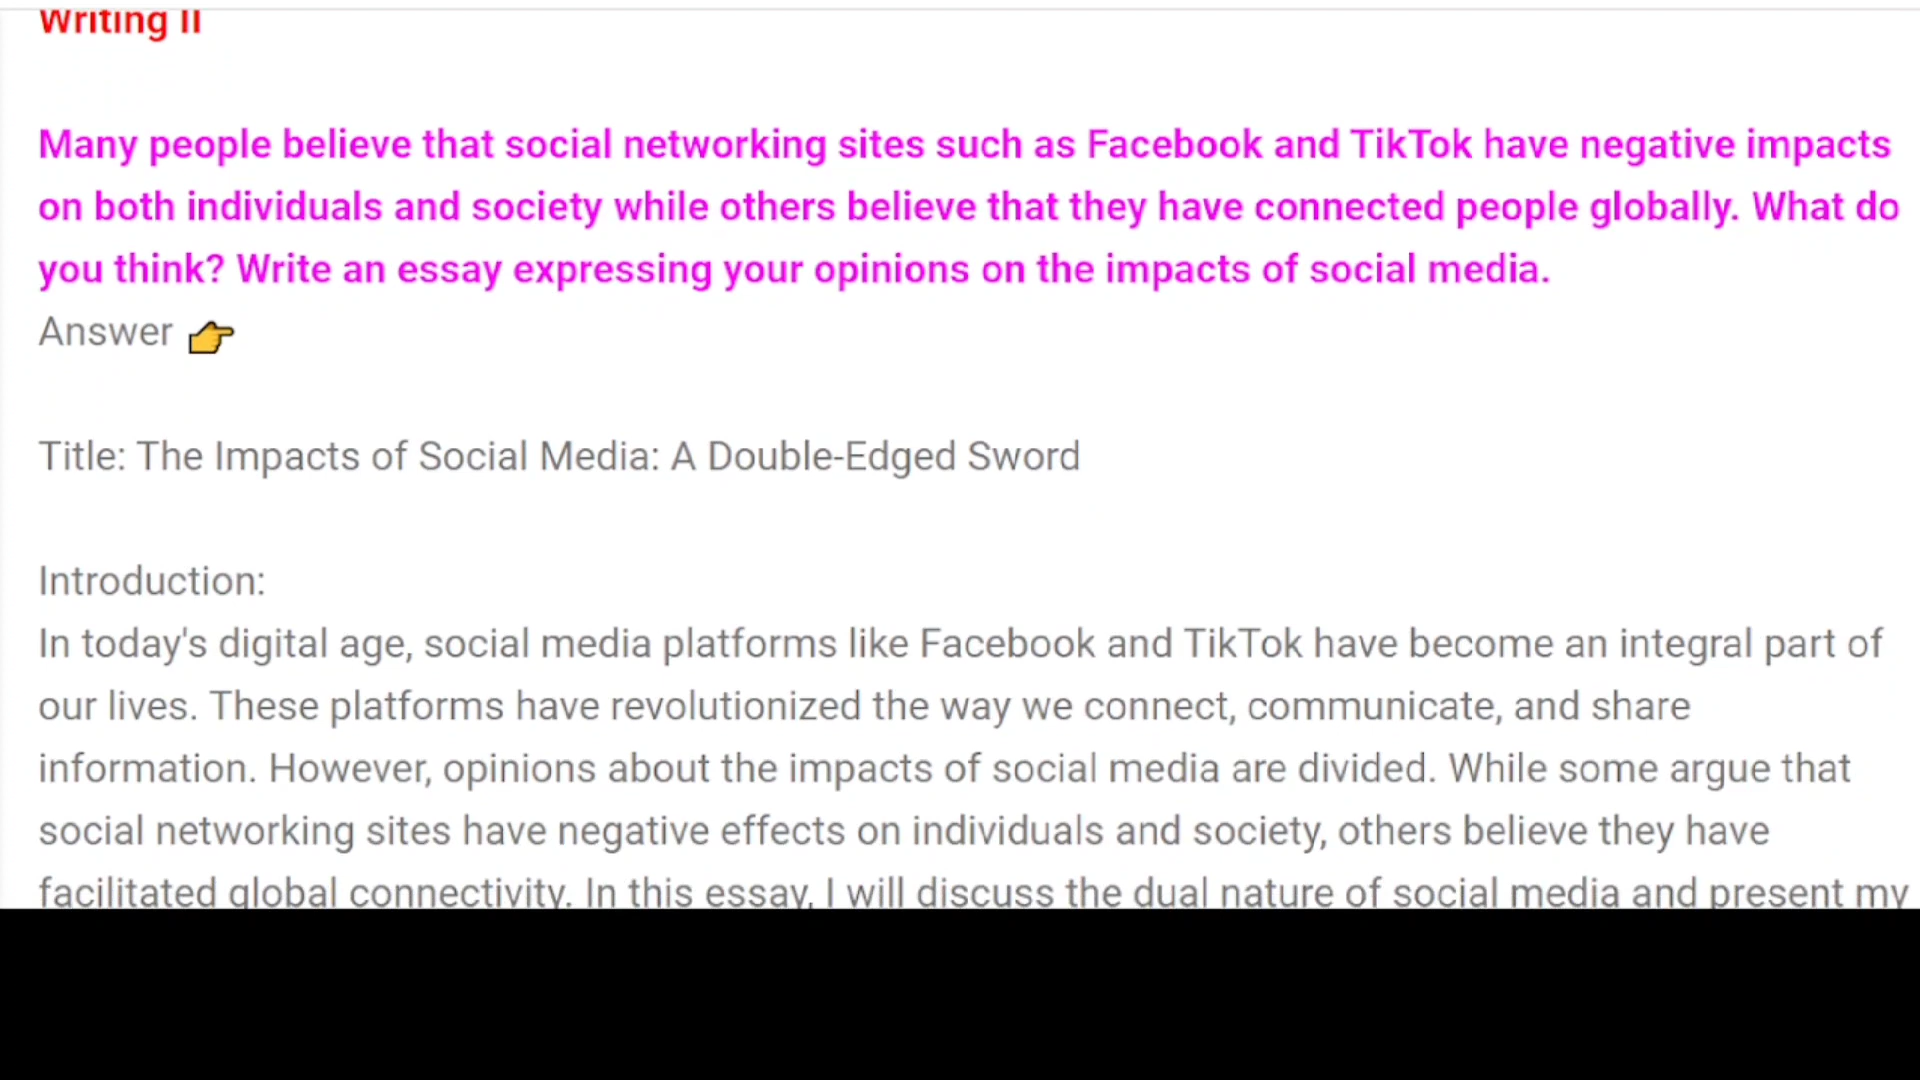 Writing II
Many people believe that social networking sites such as Facebook and TikTok have negative impacts
on both individuals and society while others believe that they have connected people globally. What do
you think? Write an essay expressing your opinions on the impacts of social media.
Answer 👉
Title: The Impacts of Social Media: A Double-Edged Sword
Introduction:
In today's digital age, social media platforms like Facebook and TikTok have become an integral part of
our lives. These platforms have revolutionized the way we connect, communicate, and share
information. However, opinions about the impacts of social media are divided. While some argue that
social networking sites have negative effects on individuals and society, others believe they have
facilitated global connectivity. In this essay, I will discuss the dual nature of social media and present my